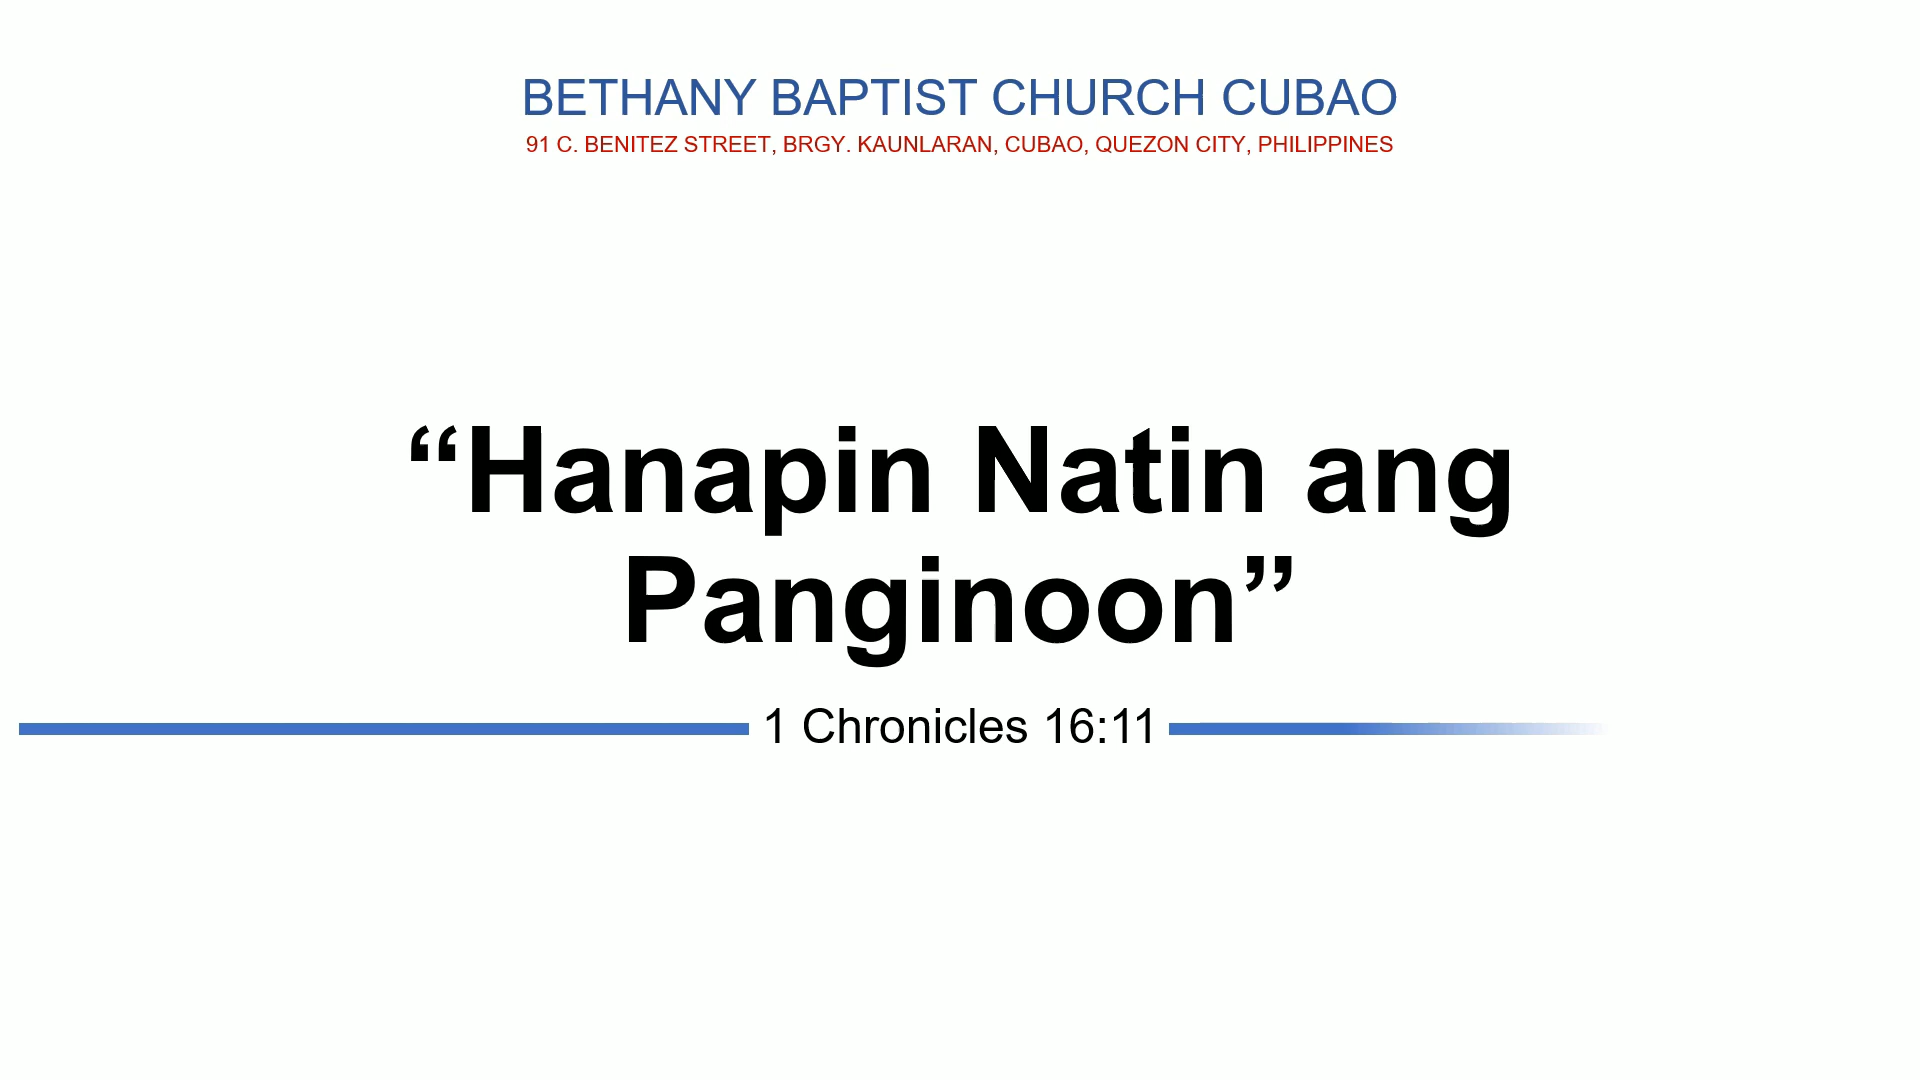 BETHANY BAPTIST CHURCH CUBAO
91 C. BENITEZ STREET, BRGY. KAUNLARAN, CUBAO, QUEZON CITY, PHILIPPINES
“Hanapin Natin ang
Panginoon”
1 Chronicles 16:11